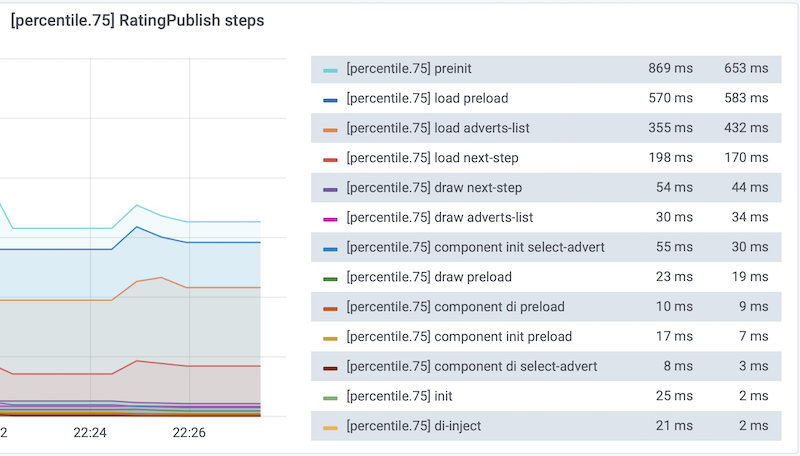 [percentile.75] RatingPublish steps
[percentile.75] preinit 869 ms 653 ms
[percentile.75] load preload 570 ms 583 ms
[percentile.75] load adverts-list 355 ms 432 ms
[percentile.75] load next-step 198 ms 170 ms
[percentile.75] draw next-step 54 ms 44 ms
[percentile.75] draw adverts-list 30 ms 34 ms
[percentile.75] component init select-advert 55 ms 30 ms
[percentile.75] draw preload 23 ms 19 ms
[percentile.75] component di preload 10 ms 9 ms
[percentile.75] component init preload 17 ms 7 ms
[percentile.75] component di select-advert 8 ms 3 ms
[percentile.75] init 25 ms 2 ms
[percentile.75] di-inject 21 ms 2 ms
2 22:24 22:26